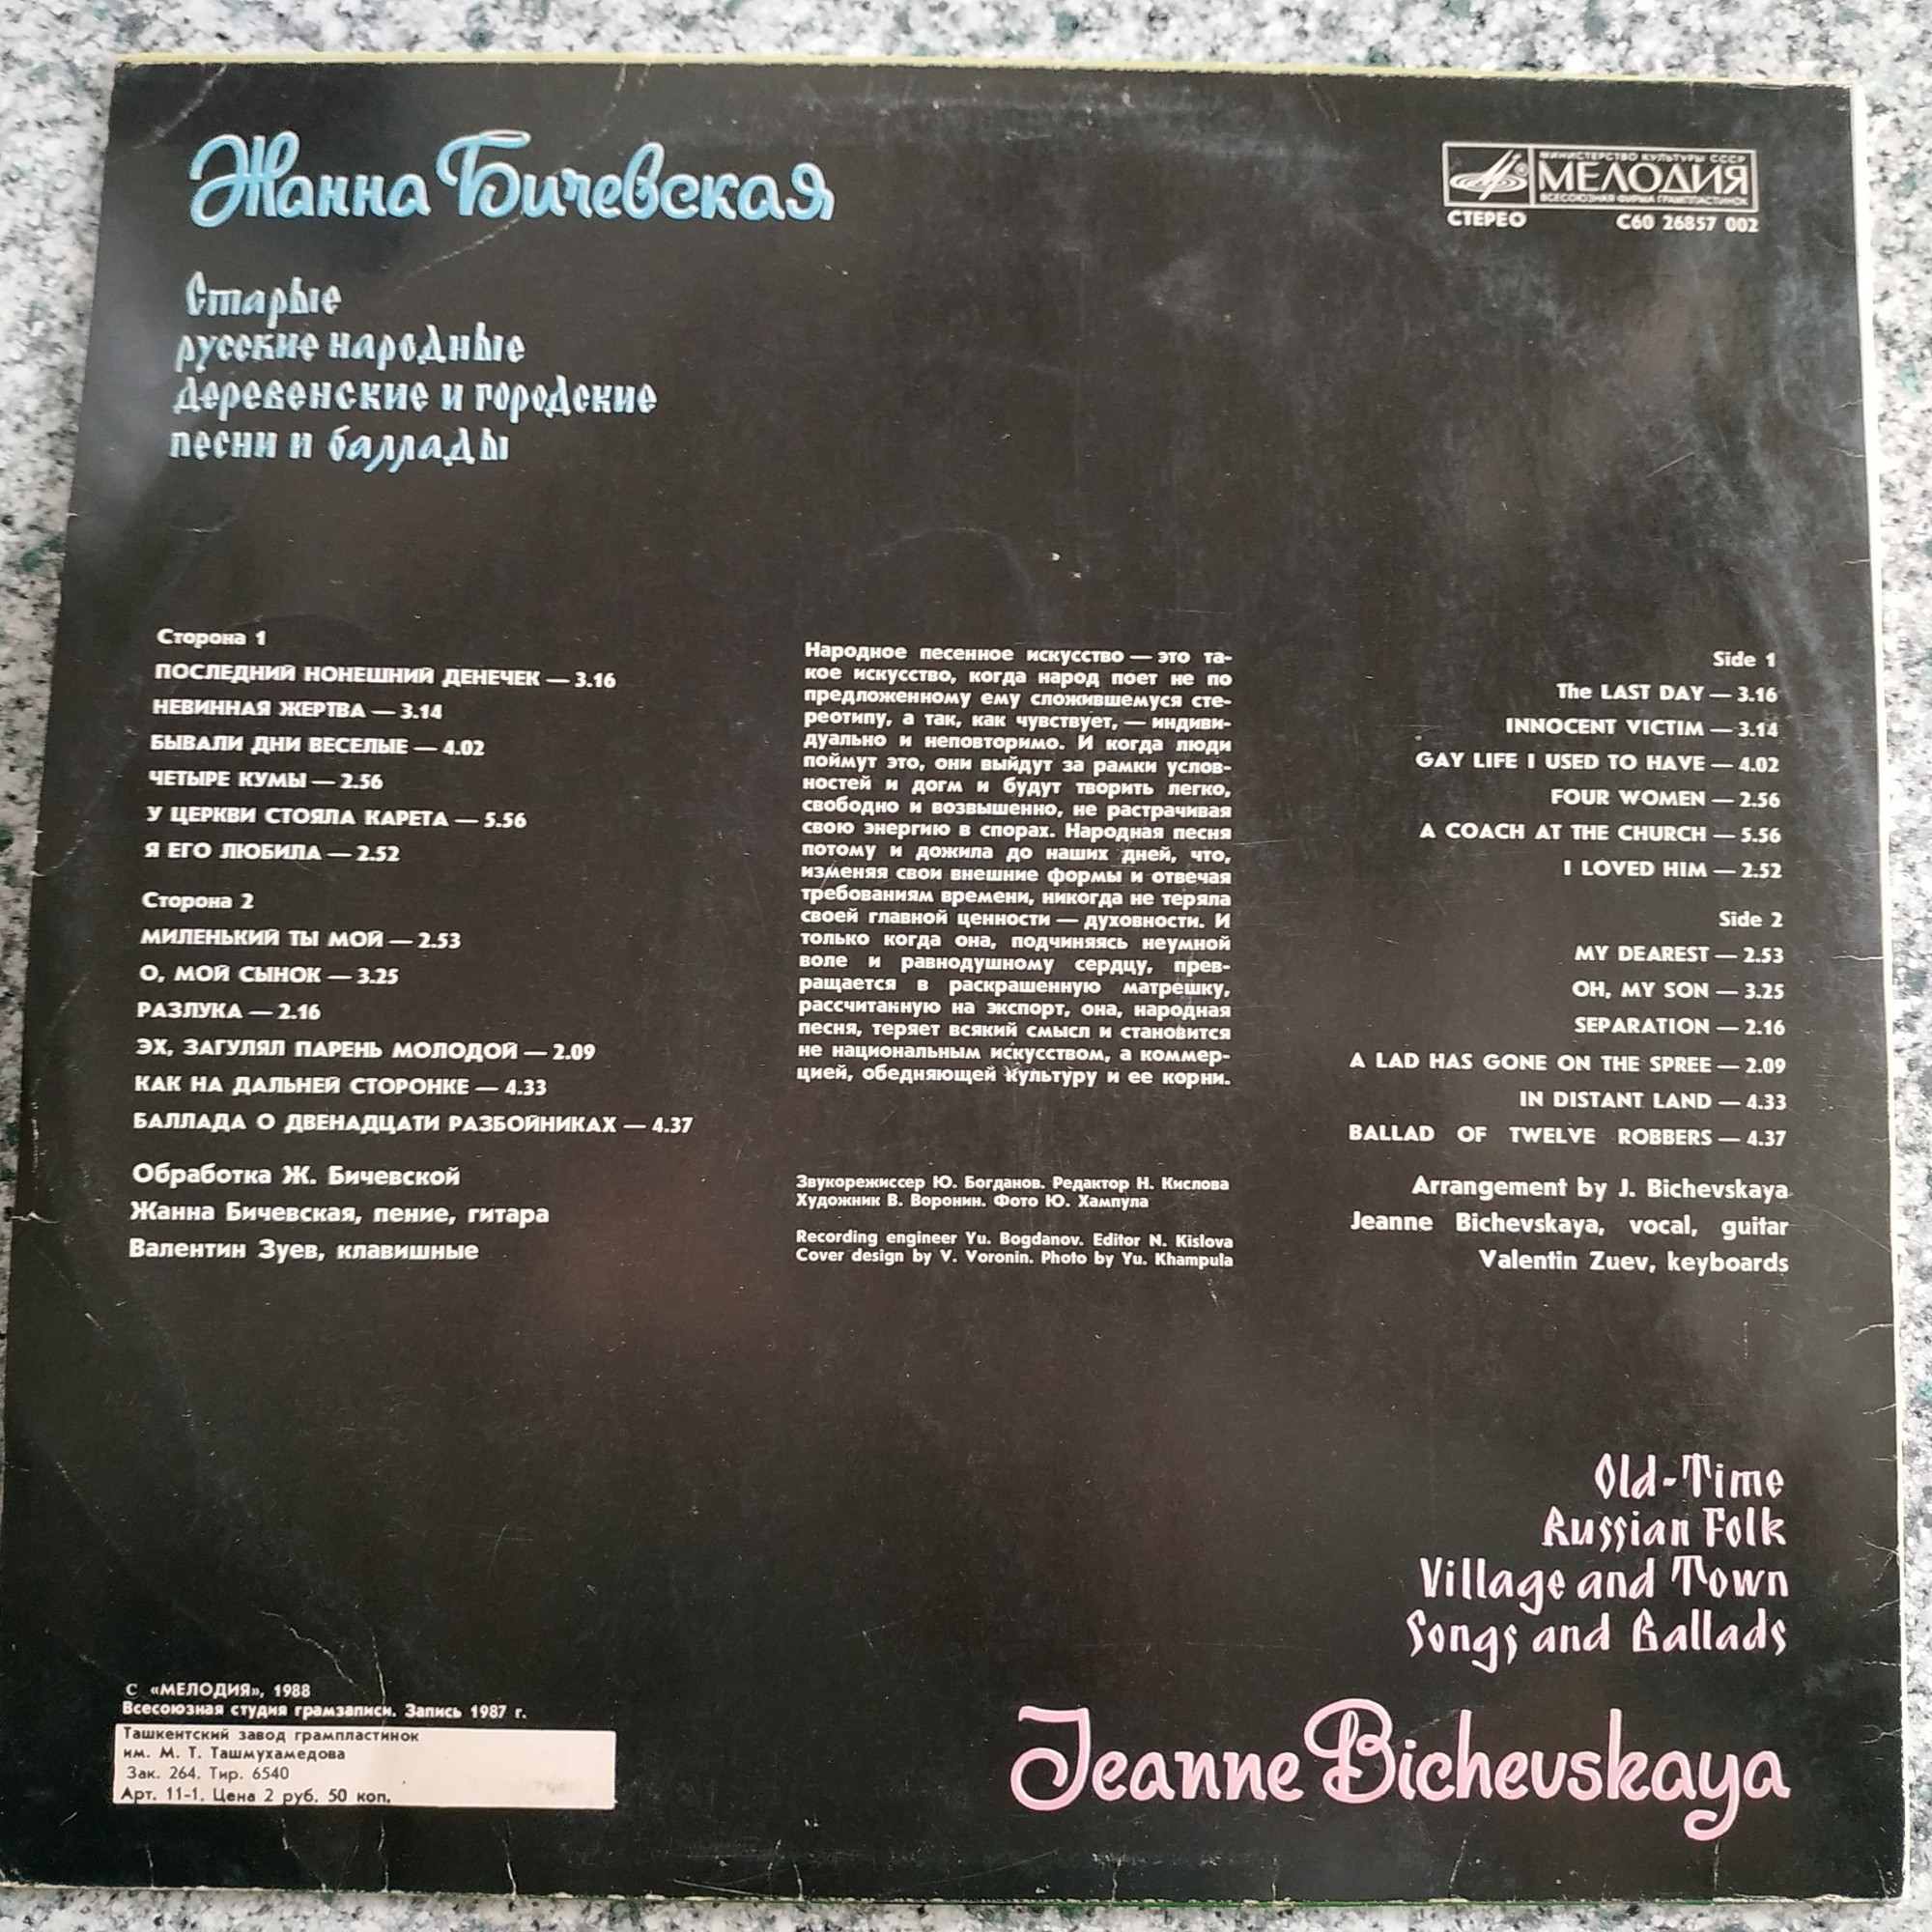 Жанна Бичевская
МИНИСТЕРСТВО КУЛЬТУРЫ СССР
МЕЛОДИЯ
ВСЕСОЮЗНАЯ ФИРМА ГРАМПЛАСТИНОК
СТЕРЕО С60 26857 002
Старые
русские народные
деревенские и городские
песни и баллады
Сторона 1
ПОСЛЕДНИЙ НОНЕШНИЙ ДЕНЕЧЕК — 3.16
НЕВИННАЯ ЖЕРТВА — 3.14
БЫВАЛИ ДНИ ВЕСЕЛЫЕ — 4.02
ЧЕТЫРЕ КУМЫ — 2.56
У ЦЕРКВИ СТОЯЛА КАРЕТА — 5.56
Я ЕГО ЛЮБИЛА — 2.52
Сторона 2
МИЛЕНЬКИЙ ТЫ МОЙ — 2.53
О, МОЙ СЫНОК — 3.25
РАЗЛУКА — 2.16
ЭХ, ЗАГУЛЯЛ ПАРЕНЬ МОЛОДОЙ — 2.09
КАК НА ДАЛЬНЕЙ СТОРОНКЕ — 4.33
БАЛЛАДА О ДВЕНАДЦАТИ РАЗБОЙНИКАХ — 4.37
Обработка Ж. Бичевской
Жанна Бичевская, пение, гитара
Валентин Зуев, клавишные
Народное песенное искусство — это та-
кое искусство, когда народ поет не по
предложенному ему сложившемуся сте-
реотипу, а так, как чувствует, — индиви-
дуально и неповторимо. И когда люди
поймут это, они выйдут за рамки услов-
ностей и догм и будут творить легко,
свободно и возвышенно, не растрачивая
свою энергию в спорах. Народная песня
потому и дожила до наших дней, что,
изменяя свои внешние формы и отвечая
требованиям времени, никогда не теряла
своей главной ценности — духовности. И
только когда она, подчиняясь неумной
воле и равнодушному сердцу, прев-
ращается в раскрашенную матрешку,
рассчитанную на экспорт, она, народная
песня, теряет всякий смысл и становится
не национальным искусством, а коммер-
цией, обедняющей культуру и ее корни.
Звукорежиссер Ю. Богданов. Редактор Н. Кислова
Художник В. Воронин. Фото Ю. Хампула
Recording engineer Yu. Bogdanov. Editor N. Kislova
Cover design by V. Voronin. Photo by Yu. Khampula
Side 1
The LAST DAY — 3.16
INNOCENT VICTIM — 3.14
GAY LIFE I USED TO HAVE — 4.02
FOUR WOMEN — 2.56
A COACH AT THE CHURCH — 5.56
I LOVED HIM — 2.52
Side 2
MY DEAREST — 2.53
OH, MY SON — 3.25
SEPARATION — 2.16
A LAD HAS GONE ON THE SPREE — 2.09
IN DISTANT LAND — 4.33
BALLAD OF TWELVE ROBBERS — 4.37
Arrangement by J. Bichevskaya
Jeanne Bichevskaya, vocal, guitar
Valentin Zuev, keyboards
Old-Time
Russian Folk
Village and Town
Songs and Ballads
Jeanne Bichevskaya
С «МЕЛОДИЯ», 1988
Всесоюзная студия грамзаписи. Запись 1987 г.
Ташкентский завод грампластинок
им. М. Т. Ташмухамедова
Зак. 264. Тир. 6540
Арт. 11-1. Цена 2 руб. 50 коп.